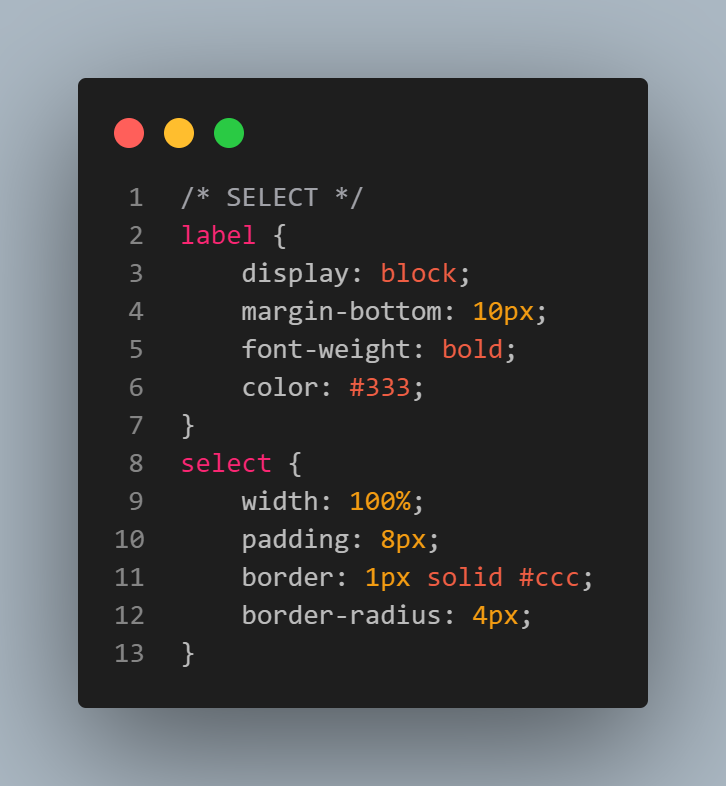 1 /* SELECT */
2 label {
3     display: block;
4     margin-bottom: 10px;
5     font-weight: bold;
6     color: #333;
7 }
8 select {
9     width: 100%;
10     padding: 8px;
11     border: 1px solid #ccc;
12     border-radius: 4px;
13 }